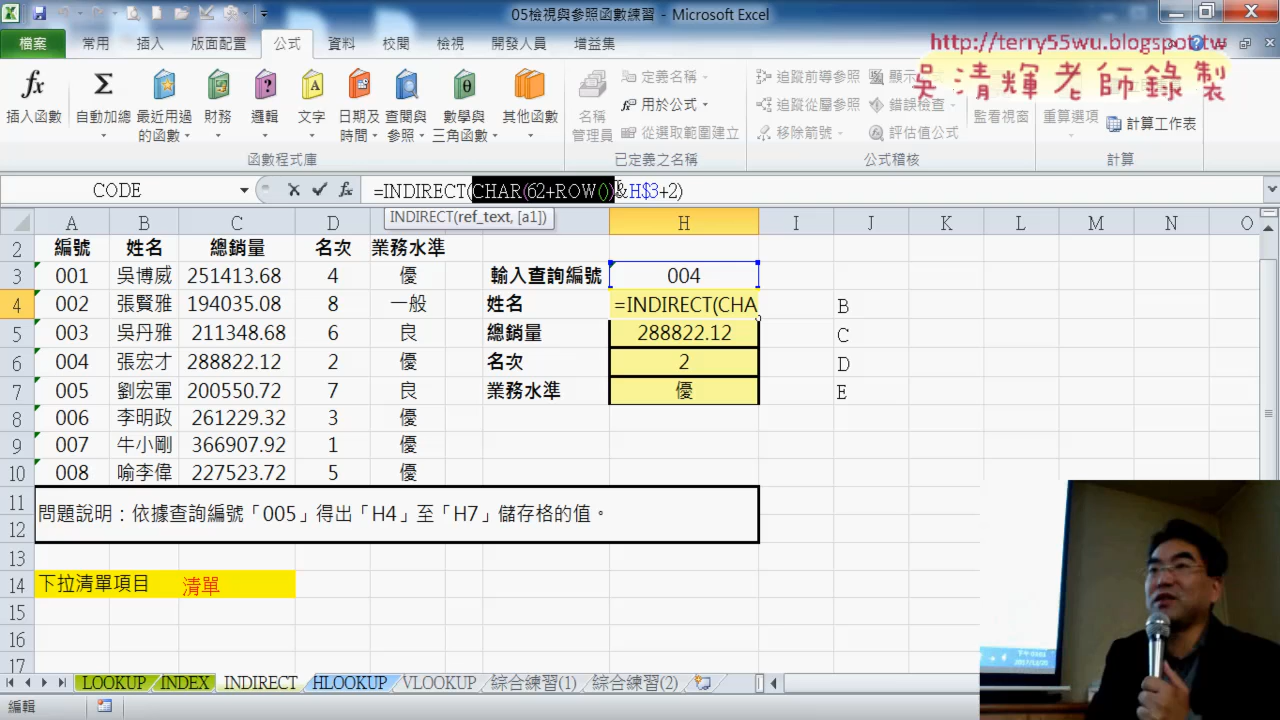 05檢視與參照函數練習 - Microsoft Excel
檔案 常用 插入 版面配置 公式 資料 校閱 檢視 開發人員 增益集
http://terry55wu.blogspot.tw
吳清輝老師錄製
插入函數 自動加總 最近用過的函數 財務 邏輯 文字 日期及時間 查閱與參照 數學與三角函數 其他函數
函數程式庫
名稱管理員 定義名稱 用於公式 從選取範圍建立
已定義之名稱
追蹤前導參照 追蹤從屬參照 移除箭號 錯誤檢查 評估值公式 監看視窗
公式稽核
重算選項 計算工作表
計算
CODE =INDIRECT(CHAR(62+ROW())&H$3+2)
INDIRECT(ref_text, [a1])
A B C D H I J K L M N O
2 編號 姓名 總銷量 名次 業務水準
3 001 吳博威 251413.68 4 優 輸入查詢編號 004
4 002 張賢雅 194035.08 8 一般 姓名 =INDIRECT(CHA B
5 003 吳丹雅 211348.68 6 良 總銷量 288822.12 C
6 004 張宏才 288822.12 2 優 名次 2 D
7 005 劉宏軍 200550.72 7 良 業務水準 優 E
8 006 李明政 261229.32 3 優
9 007 牛小剛 366907.92 1 優
10 008 喻李偉 227523.72 5 優
11 問題說明：依據查詢編號「005」得出「H4」至「H7」儲存格的值。
12
13
14 下拉清單項目 清單
15
16
17
LOOKUP INDEX INDIRECT HLOOKUP VLOOKUP 綜合練習(1) 綜合練習(2)
編輯